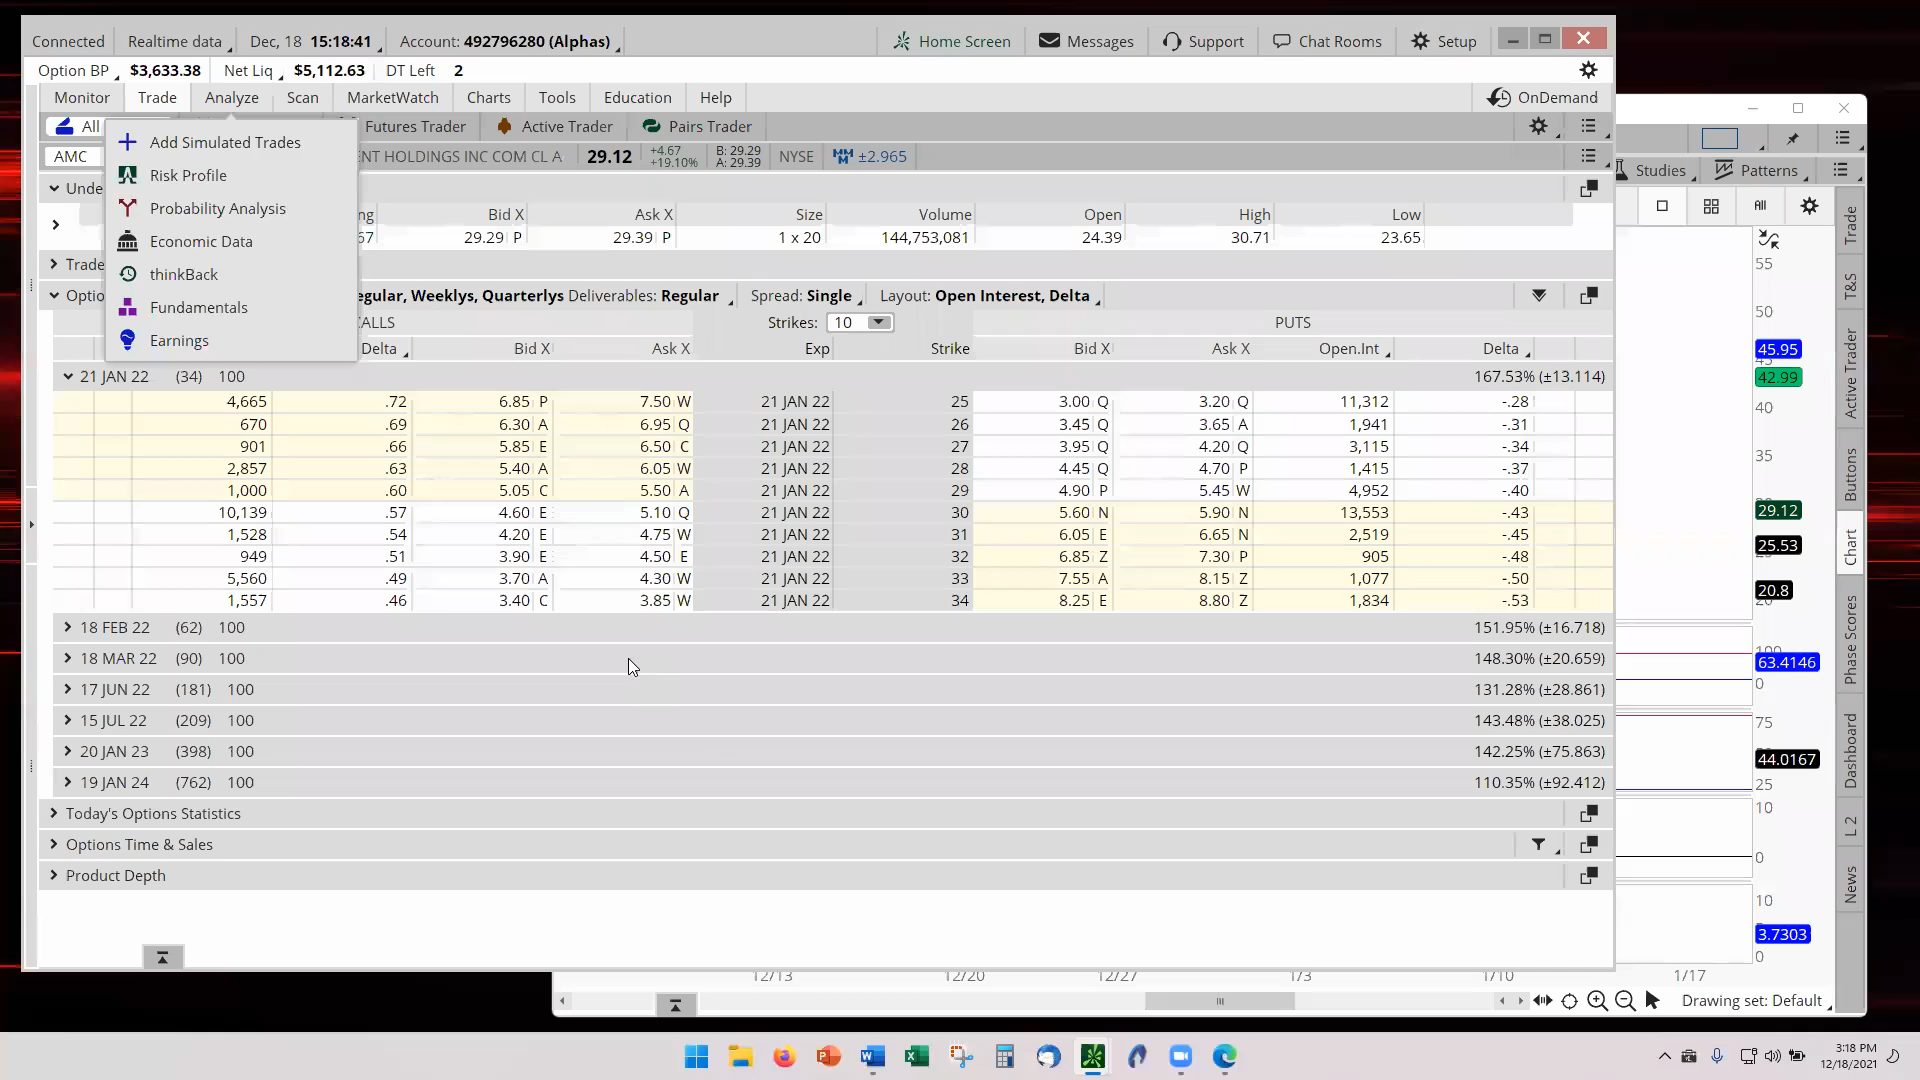 Connected Realtime data Dec, 18 15:18:41 Account: 492796280 (Alphas) Home Screen Messages Support Chat Rooms Setup
Option BP $3,633.38 Net Liq $5,112.63 DT Left 2
Monitor Trade Analyze Scan MarketWatch Charts Tools Education Help OnDemand
All Futures Trader Active Trader Pairs Trader
AMC ENT HOLDINGS INC COM CL A 29.12 +4.67 +19.10% B: 29.29 A: 29.39 NYSE MM ±2.965
Add Simulated Trades
Risk Profile
Probability Analysis
Economic Data
thinkBack
Fundamentals
Earnings
Unde
ng Bid X Ask X Size Volume Open High Low
67 29.29 P 29.39 P 1 x 20 144,753,081 24.39 30.71 23.65
Trade
Optio egular, Weeklys, Quarterlys Deliverables: Regular Spread: Single Layout: Open Interest, Delta
CALLS Strikes: 10 PUTS
Delta Bid X Ask X Exp Strike Bid X Ask X Open.Int Delta
21 JAN 22 (34) 100 167.53% (±13.114)
4,665 .72 6.85 P 7.50 W 21 JAN 22 25 3.00 Q 3.20 Q 11,312 -.28
670 .69 6.30 A 6.95 Q 21 JAN 22 26 3.45 Q 3.65 A 1,941 -.31
901 .66 5.85 E 6.50 C 21 JAN 22 27 3.95 Q 4.20 Q 3,115 -.34
2,857 .63 5.40 A 6.05 W 21 JAN 22 28 4.45 Q 4.70 P 1,415 -.37
1,000 .60 5.05 C 5.50 A 21 JAN 22 29 4.90 P 5.45 W 4,952 -.40
10,139 .57 4.60 E 5.10 Q 21 JAN 22 30 5.60 N 5.90 N 13,553 -.43
1,528 .54 4.20 E 4.75 W 21 JAN 22 31 6.05 E 6.65 N 2,519 -.45
949 .51 3.90 E 4.50 E 21 JAN 22 32 6.85 Z 7.30 P 905 -.48
5,560 .49 3.70 A 4.30 W 21 JAN 22 33 7.55 A 8.15 Z 1,077 -.50
1,557 .46 3.40 C 3.85 W 21 JAN 22 34 8.25 E 8.80 Z 1,834 -.53
18 FEB 22 (62) 100 151.95% (±16.718)
18 MAR 22 (90) 100 148.30% (±20.659)
17 JUN 22 (181) 100 131.28% (±28.861)
15 JUL 22 (209) 100 143.48% (±38.025)
20 JAN 23 (398) 100 142.25% (±75.863)
19 JAN 24 (762) 100 110.35% (±92.412)
Today's Options Statistics
Options Time & Sales
Product Depth
Studies Patterns
All
55
50
45.95
42.99
40
35
29.12
25.53
20.8
63.4146
0
75
44.0167
25
10
0
10
3.7303
0
Trade
T&S
Active Trader
Buttons
Chart
Phase Scores
Dashboard
L 2
News
12/13 12/20 12/27 1/3 1/10 1/17
Drawing set: Default
3:18 PM
12/18/2021